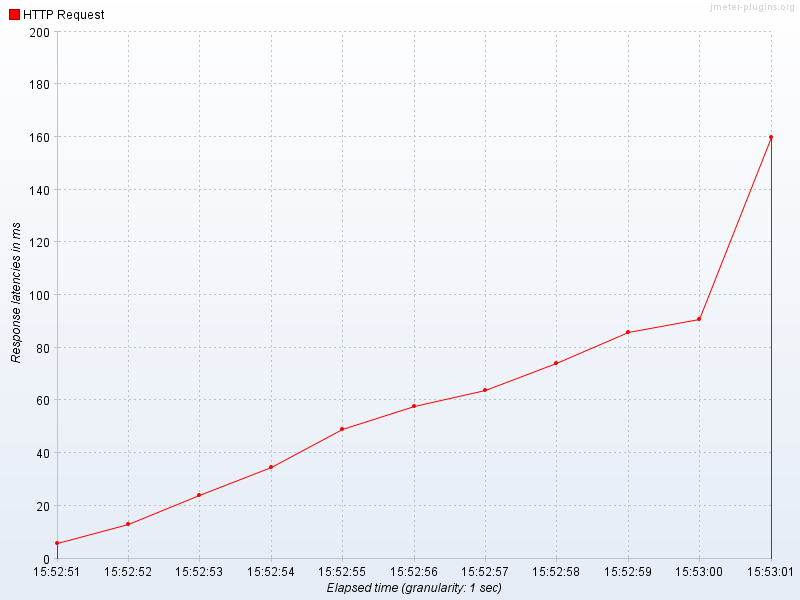 jmeter-plugins.org
HTTP Request
200
180
160
140
120
100
80
60
40
20
0
Response latencies in ms
15:52:51 15:52:52 15:52:53 15:52:54 15:52:55 15:52:56 15:52:57 15:52:58 15:52:59 15:53:00 15:53:01
Elapsed time (granularity: 1 sec)